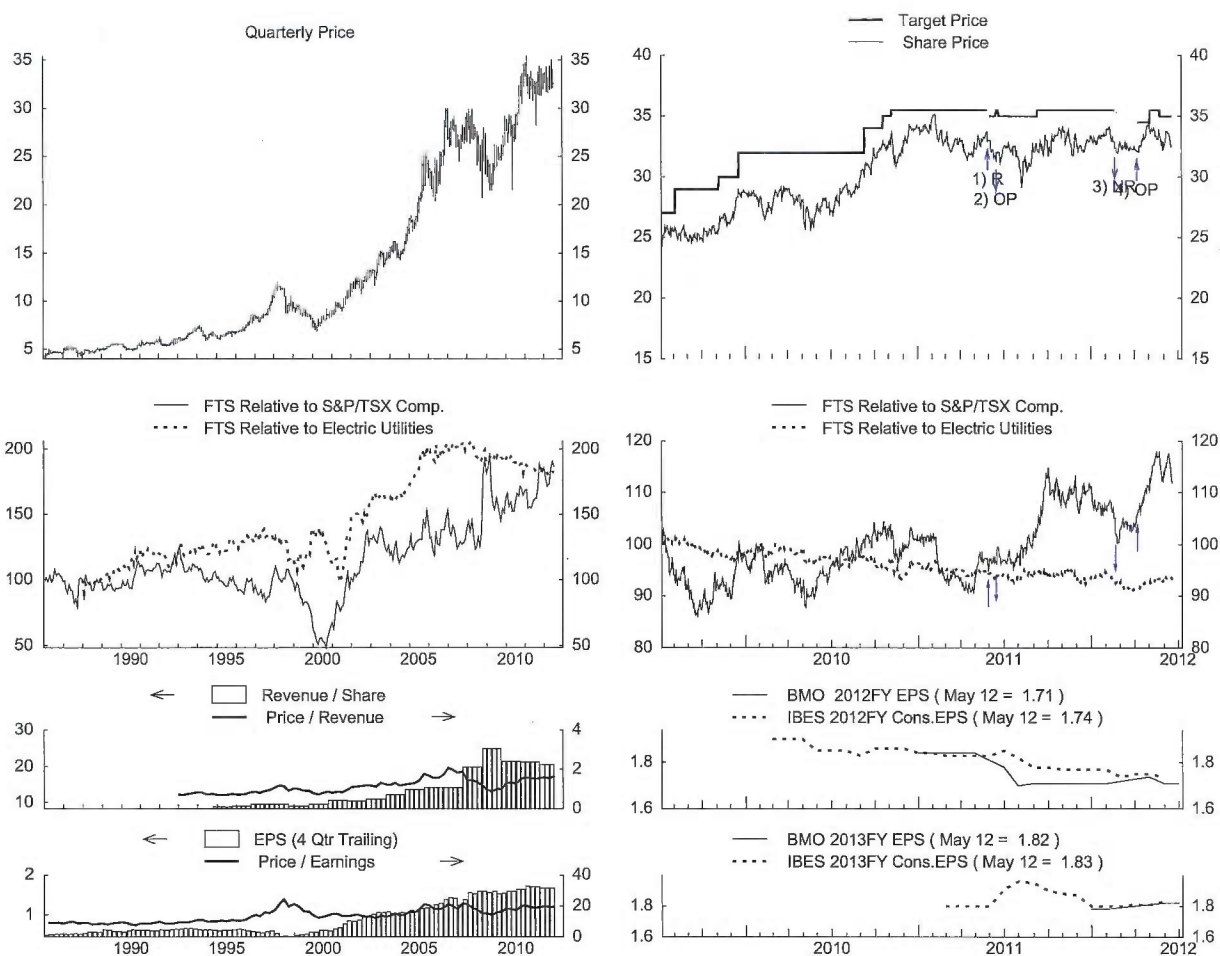 Quarterly Price
35 35
30 30
25 25
20 20
15 15
10 10
5 5
Target Price
Share Price
40 40
35 35
30 30
25 25
20 20
15 15
1) R
2) OP
3) NR
4) OP
FTS Relative to S&P/TSX Comp.
FTS Relative to Electric Utilities
200 200
150 150
100 100
50 50
1990 1995 2000 2005 2010
FTS Relative to S&P/TSX Comp.
FTS Relative to Electric Utilities
120 120
110 110
100 100
90 90
80 80
2010 2011 2012
← Revenue / Share
Price / Revenue →
30 4
20 2
10 0
← EPS (4 Qtr Trailing)
Price / Earnings →
2 40
1 20
0
1990 1995 2000 2005 2010
BMO 2012FY EPS ( May 12 = 1.71 )
IBES 2012FY Cons.EPS ( May 12 = 1.74 )
1.8 1.8
1.6 1.6
BMO 2013FY EPS ( May 12 = 1.82 )
IBES 2013FY Cons.EPS ( May 12 = 1.83 )
1.8 1.8
1.6 1.6
2010 2011 2012